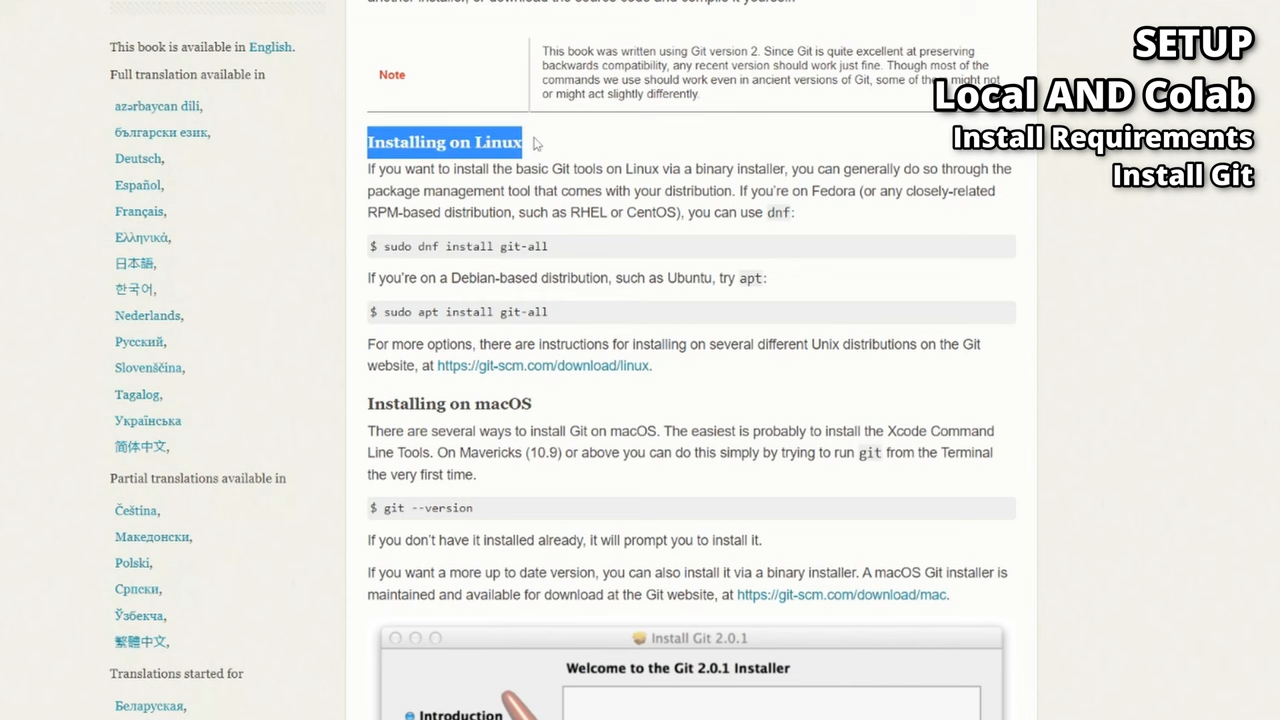 This book is available in English.
Full translation available in
azərbaycan dili,
български език,
Deutsch,
Español,
Français,
Ελληνικά,
日本語,
한국어,
Nederlands,
Русский,
Slovenščina,
Tagalog,
Українська
简体中文,
Partial translations available in
Čeština,
Македонски,
Polski,
Српски,
Ўзбекча,
繁體中文,
Translations started for
Беларуская,
another installer, or download the source code and compile it yourself.
Note
This book was written using Git version 2. Since Git is quite excellent at preserving
backwards compatibility, any recent version should work just fine. Though most of the
commands we use should work even in ancient versions of Git, some of them might not
or might act slightly differently.
Installing on Linux
If you want to install the basic Git tools on Linux via a binary installer, you can generally do so through the
package management tool that comes with your distribution. If you're on Fedora (or any closely-related
RPM-based distribution, such as RHEL or CentOS), you can use dnf:
$ sudo dnf install git-all
If you're on a Debian-based distribution, such as Ubuntu, try apt:
$ sudo apt install git-all
For more options, there are instructions for installing on several different Unix distributions on the Git
website, at https://git-scm.com/download/linux.
Installing on macOS
There are several ways to install Git on macOS. The easiest is probably to install the Xcode Command
Line Tools. On Mavericks (10.9) or above you can do this simply by trying to run git from the Terminal
the very first time.
$ git --version
If you don't have it installed already, it will prompt you to install it.
If you want a more up to date version, you can also install it via a binary installer. A macOS Git installer is
maintained and available for download at the Git website, at https://git-scm.com/download/mac.
Install Git 2.0.1
Welcome to the Git 2.0.1 Installer
Introduction
SETUP
Local AND Colab
Install Requirements
Install Git